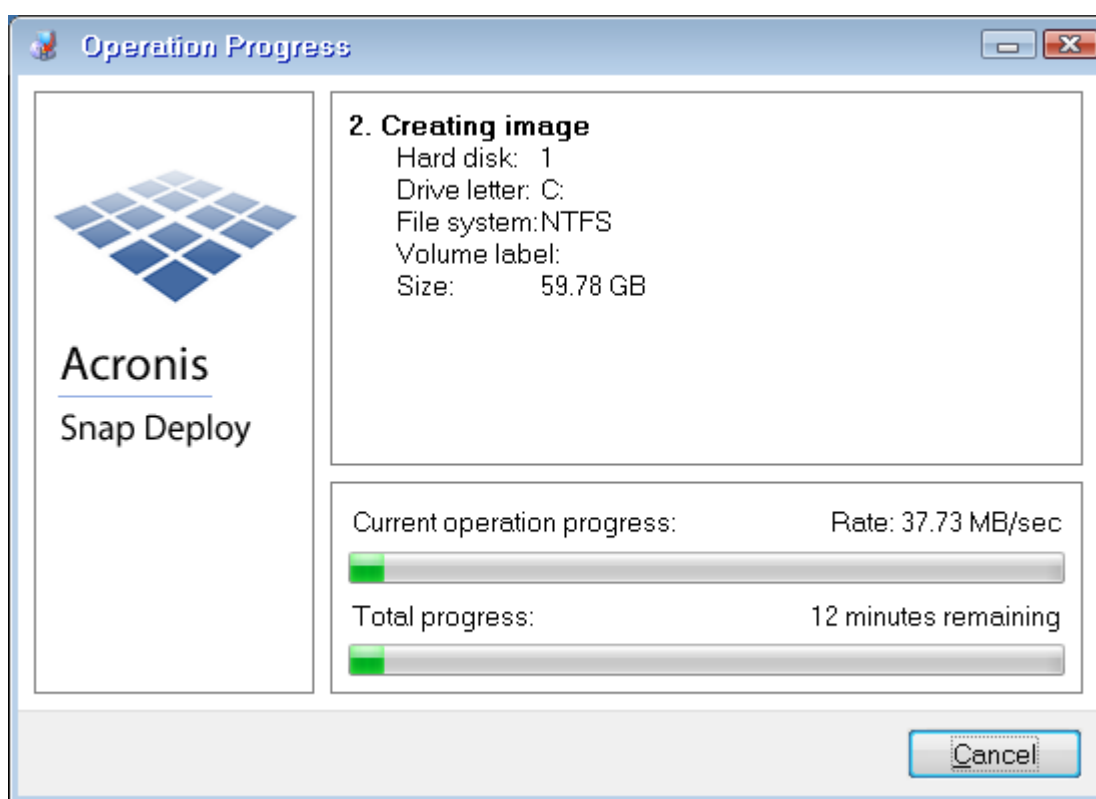 Operation Progress
Acronis
Snap Deploy
2. Creating image
Hard disk: 1
Drive letter: C:
File system:NTFS
Volume label:
Size: 59.78 GB
Current operation progress: Rate: 37.73 MB/sec
Total progress: 12 minutes remaining
Cancel